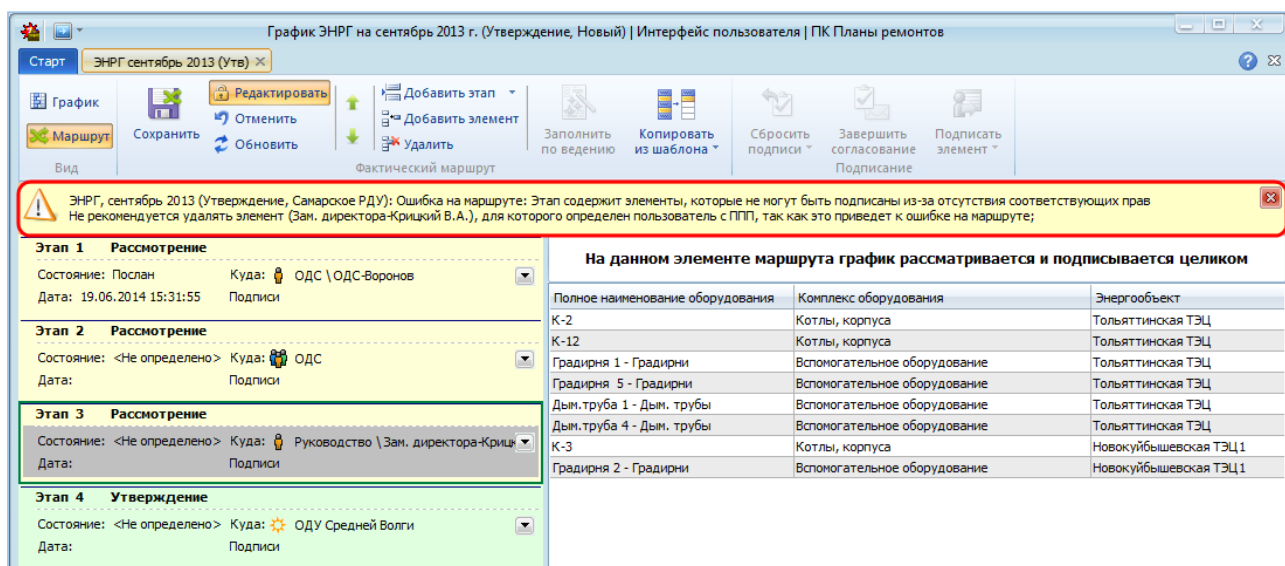 График ЭНРГ на сентябрь 2013 г. (Утверждение, Новый) | Интерфейс пользователя | ПК Планы ремонтов
Старт ЭНРГ сентябрь 2013 (Утв)
График
Маршрут
Вид
Сохранить
Редактировать
Отменить
Обновить
Добавить этап
Добавить элемент
Удалить
Фактический маршрут
Заполнить
по ведению
Копировать
из шаблона
Сбросить
подписи
Завершить
согласование
Подписать
элемент
Подписание
ЭНРГ, сентябрь 2013 (Утверждение, Самарское РДУ): Ошибка на маршруте: Этап содержит элементы, которые не могут быть подписаны из-за отсутствия соответствующих прав
Не рекомендуется удалять элемент (Зам. директора-Крицкий В.А.), для которого определен пользователь с ППП, так как это приведет к ошибке на маршруте;
Этап 1 Рассмотрение
Состояние: Послан Куда: ОДС \ ОДС-Воронов
Дата: 19.06.2014 15:31:55 Подписи
Этап 2 Рассмотрение
Состояние: <Не определено> Куда: ОДС
Дата: Подписи
Этап 3 Рассмотрение
Состояние: <Не определено> Куда: Руководство \ Зам. директора-Криц
Дата: Подписи
Этап 4 Утверждение
Состояние: <Не определено> Куда: ОДУ Средней Волги
Дата: Подписи
На данном элементе маршрута график рассматривается и подписывается целиком
Полное наименование оборудования Комплекс оборудования Энергообъект
К-2 Котлы, корпуса Тольяттинская ТЭЦ
К-12 Котлы, корпуса Тольяттинская ТЭЦ
Градирня 1 - Градирни Вспомогательное оборудование Тольяттинская ТЭЦ
Градирня 5 - Градирни Вспомогательное оборудование Тольяттинская ТЭЦ
Дым.труба 1 - Дым. трубы Вспомогательное оборудование Тольяттинская ТЭЦ
Дым.труба 4 - Дым. трубы Вспомогательное оборудование Тольяттинская ТЭЦ
К-3 Котлы, корпуса Новокуйбышевская ТЭЦ1
Градирня 2 - Градирни Вспомогательное оборудование Новокуйбышевская ТЭЦ1